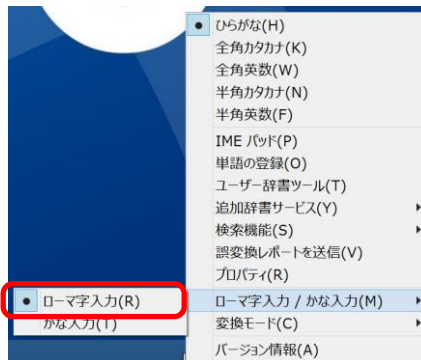 ひらがな(H)
全角カタカナ(K)
全角英数(W)
半角カタカナ(N)
半角英数(F)
IME パッド(P)
単語の登録(O)
ユーザー辞書ツール(T)
追加辞書サービス(Y)
検索機能(S)
誤変換レポートを送信(V)
プロパティ(R)
ローマ字入力 / かな入力(M)
ローマ字入力(R)
かな入力(T)
変換モード(C)
バージョン情報(A)